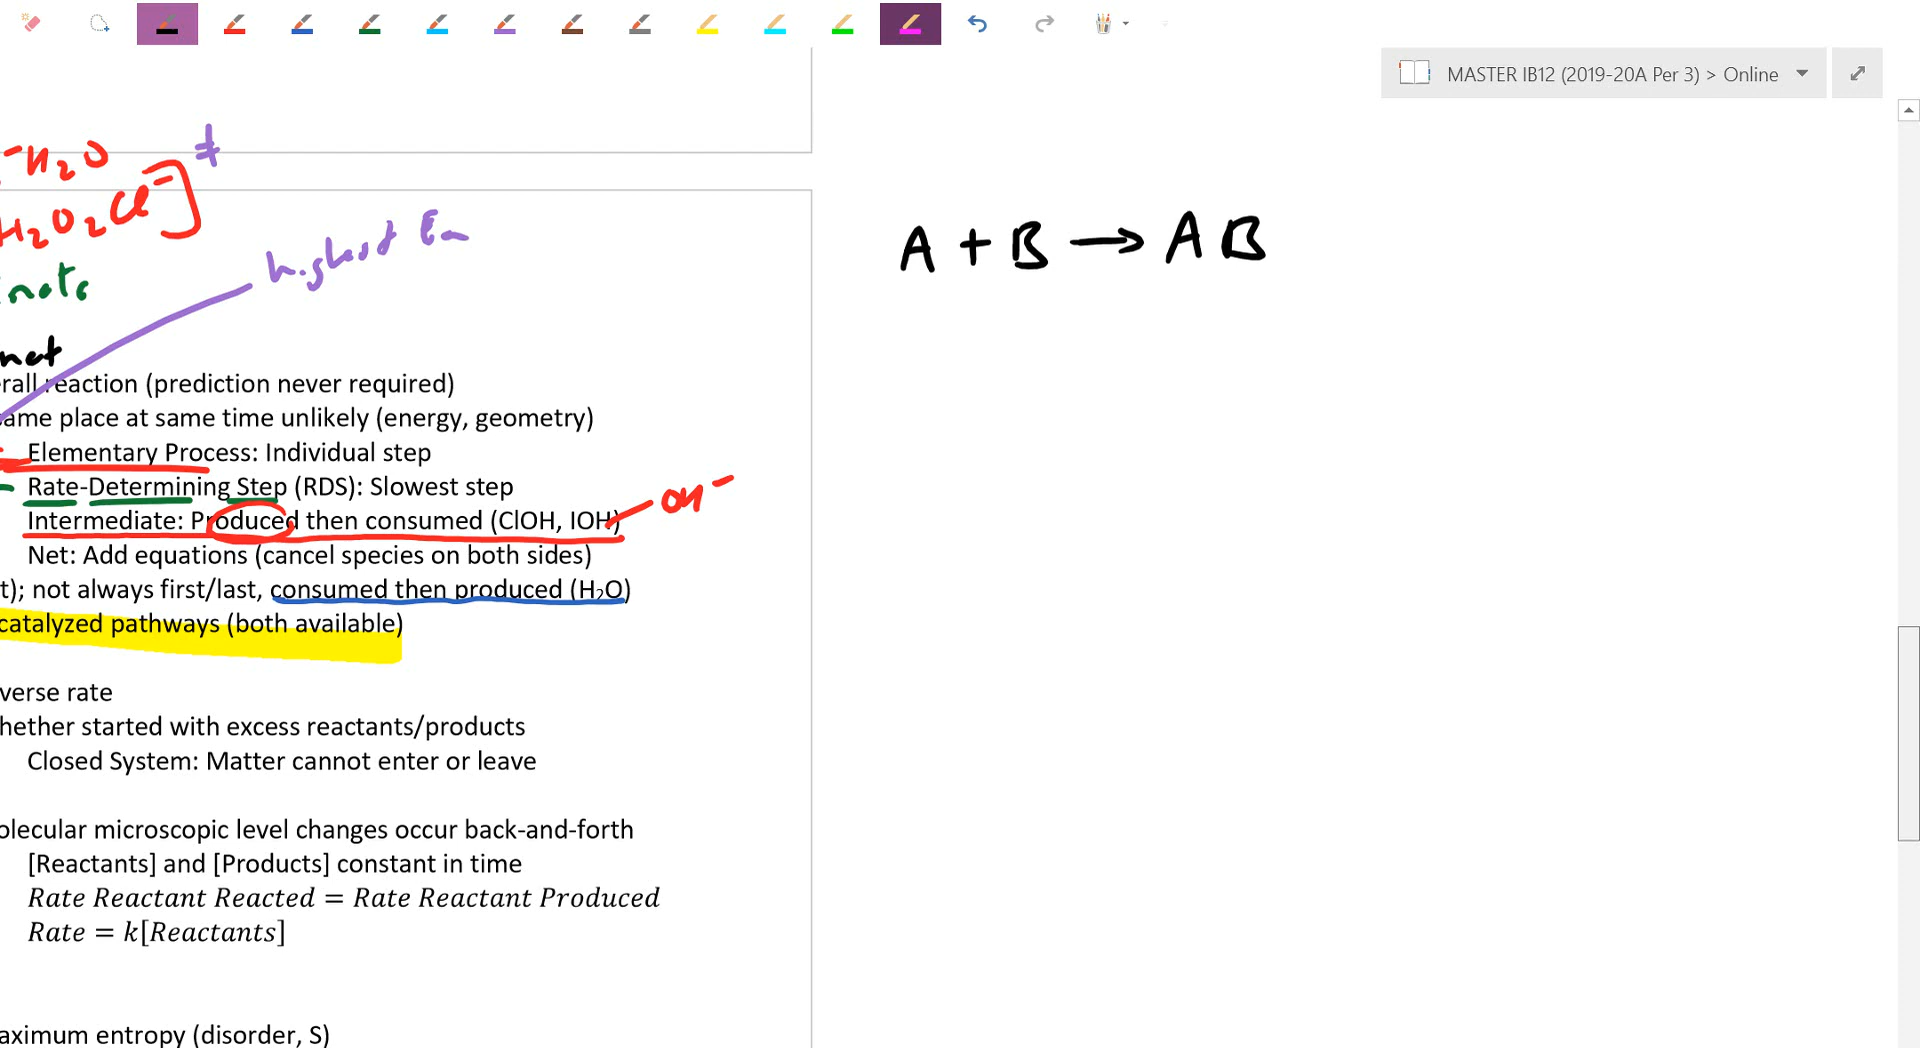 MASTER IB12 (2019-20A Per 3) > Online
-H₂O
H₂O₂Cl⁻]‡
highest Ea
A + B → AB
not
erall reaction (prediction never required)
ame place at same time unlikely (energy, geometry)
Elementary Process: Individual step
Rate-Determining Step (RDS): Slowest step
OH⁻
Intermediate: Produced then consumed (ClOH, IOH)
Net: Add equations (cancel species on both sides)
t); not always first/last, consumed then produced (H₂O)
catalyzed pathways (both available)
verse rate
hether started with excess reactants/products
Closed System: Matter cannot enter or leave
olecular microscopic level changes occur back-and-forth
[Reactants] and [Products] constant in time
Rate Reactant Reacted = Rate Reactant Produced
Rate = k[Reactants]
aximum entropy (disorder, S)